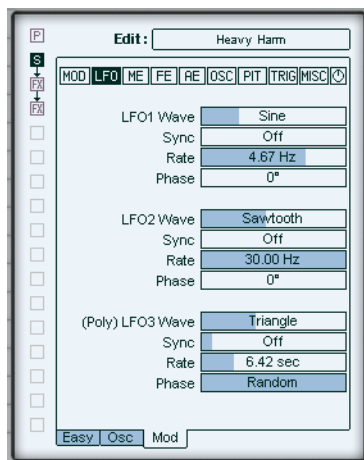 P
Edit: Heavy Harm
S
FX
FX
MOD LFO ME FE AE OSC PIT TRIG MISC
LFO1 Wave Sine
Sync Off
Rate 4.67 Hz
Phase 0°
LFO2 Wave Sawtooth
Sync Off
Rate 30.00 Hz
Phase 0°
(Poly) LFO3 Wave Triangle
Sync Off
Rate 6.42 sec
Phase Random
Easy Osc Mod